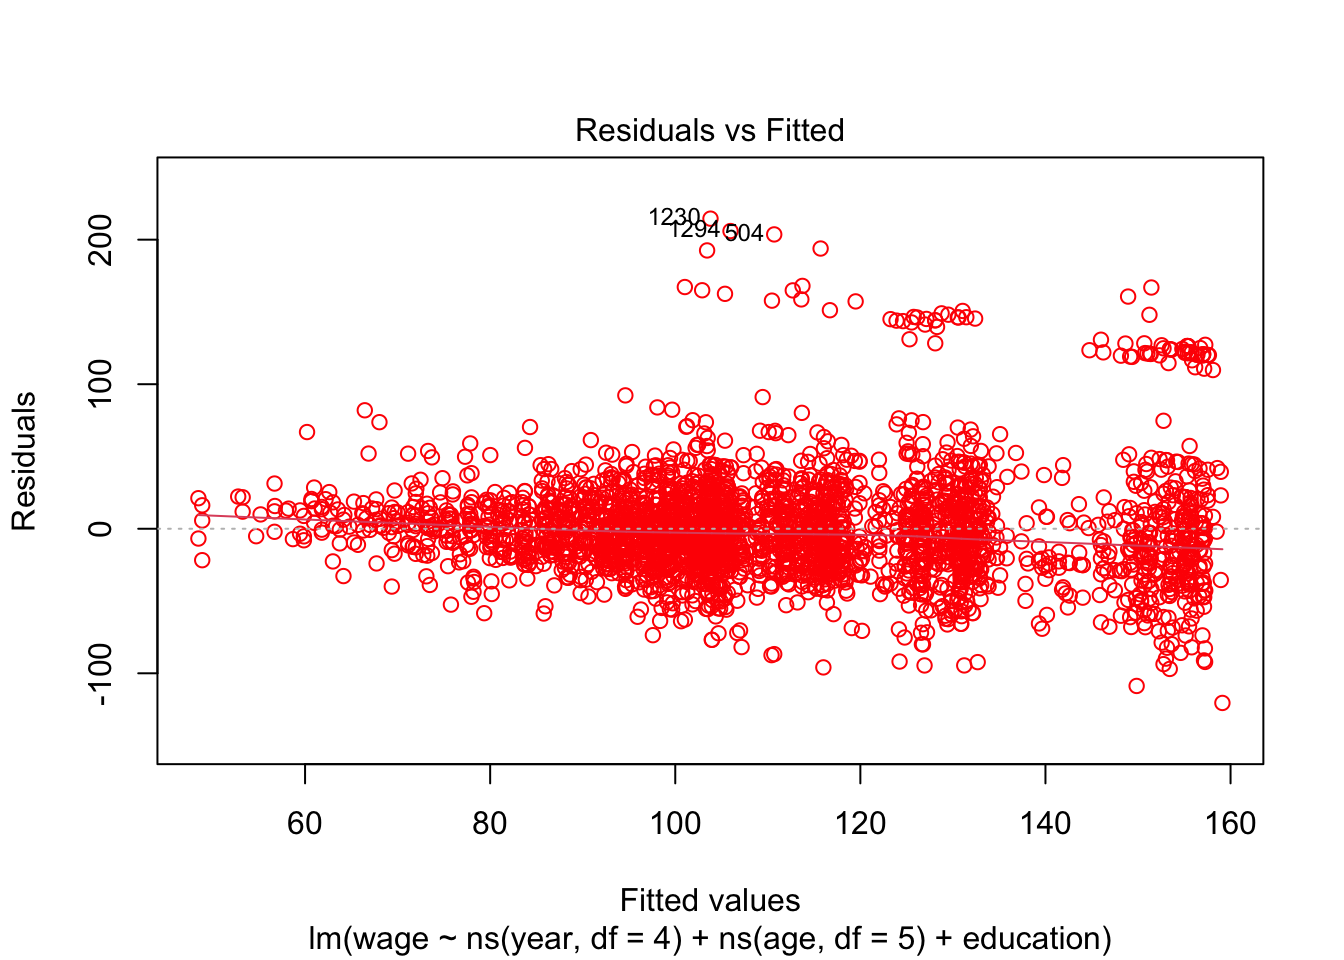 Residuals vs Fitted
Residuals
200
100
0
-100
1230
1294
504
60 80 100 120 140 160
Fitted values
lm(wage ~ ns(year, df = 4) + ns(age, df = 5) + education)